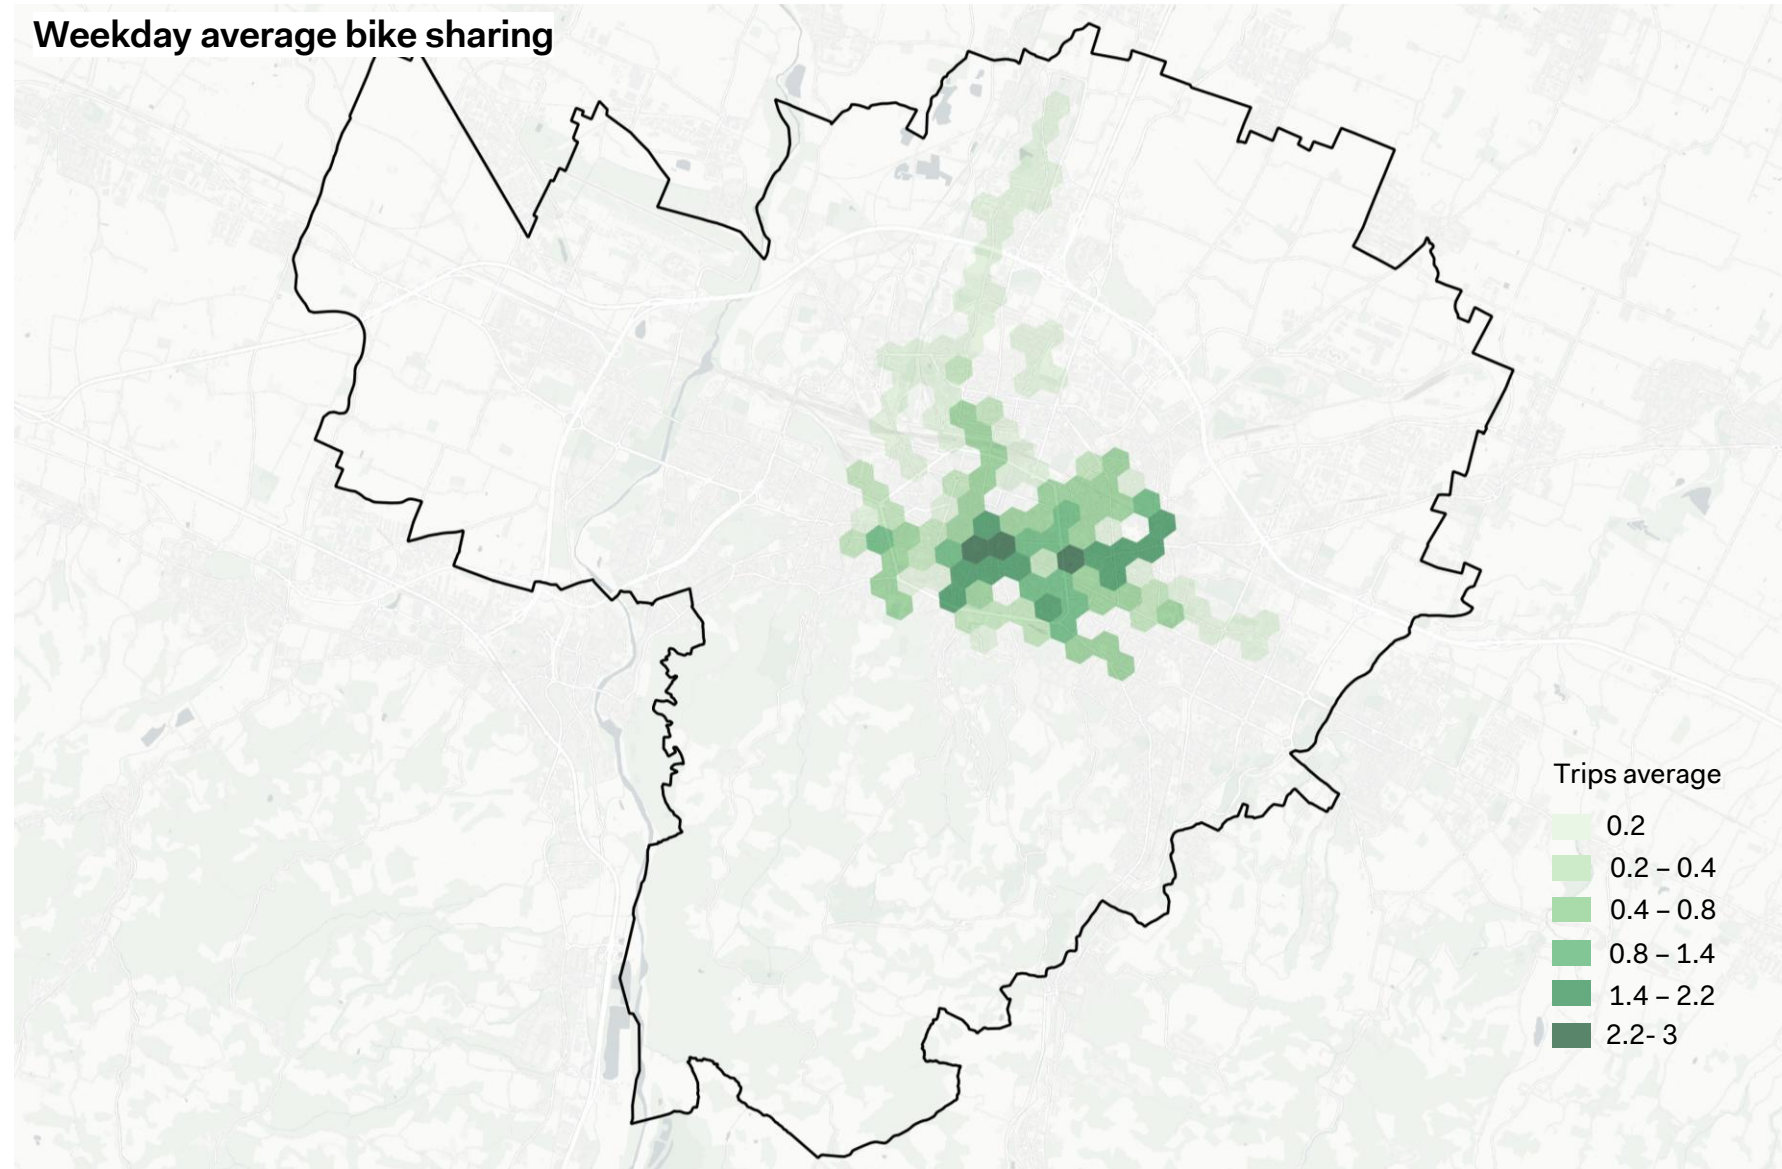 Weekday average bike sharing
Trips average
0.2
0.2 – 0.4
0.4 – 0.8
0.8 – 1.4
1.4 – 2.2
2.2- 3